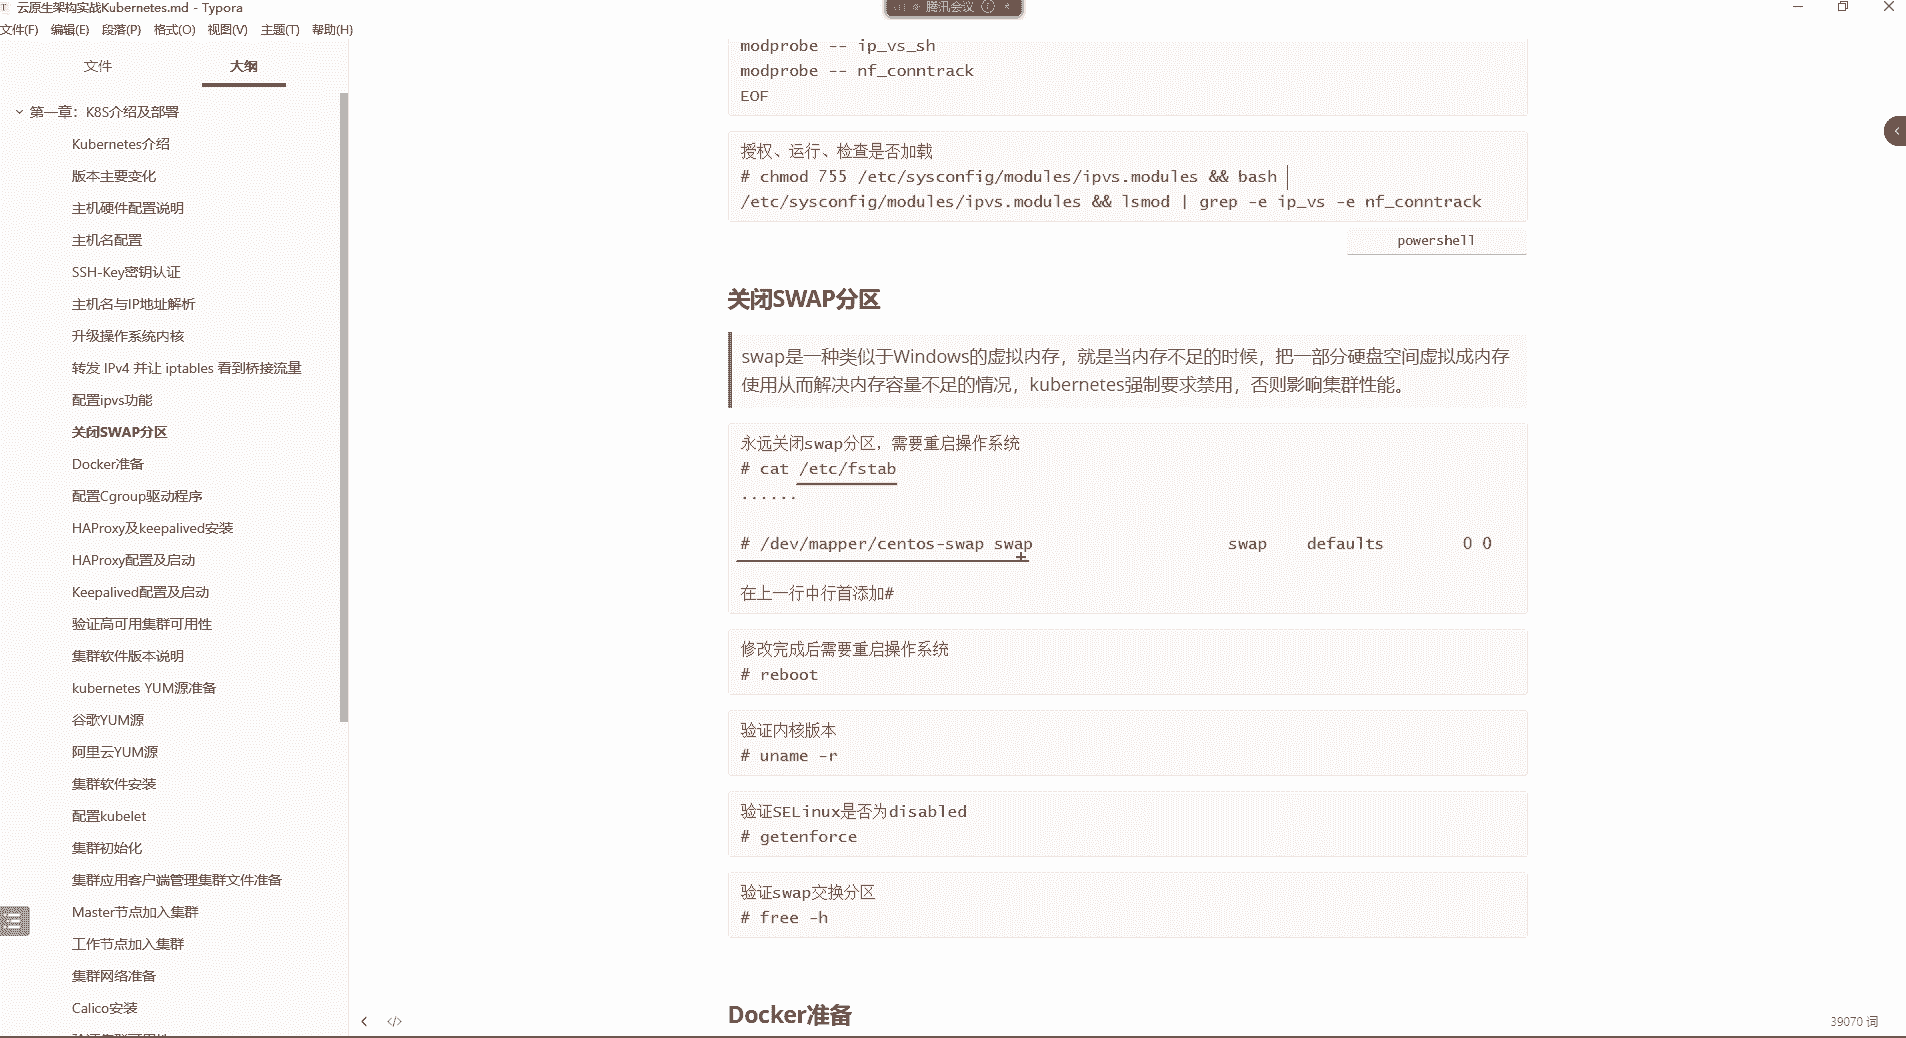 云原生架构实战Kubernetes.md - Typora
腾讯会议
文件(F) 编辑(E) 段落(P) 格式(O) 视图(V) 主题(T) 帮助(H)
文件 大纲
第一章：K8S介绍及部署
Kubernetes介绍
版本主要变化
主机硬件配置说明
主机名配置
SSH-Key密钥认证
主机名与IP地址解析
升级操作系统内核
转发 IPv4 并让 iptables 看到桥接流量
配置ipvs功能
关闭SWAP分区
Docker准备
配置Cgroup驱动程序
HAProxy及keepalived安装
HAProxy配置及启动
Keepalived配置及启动
验证高可用集群可用性
集群软件版本说明
kubernetes YUM源准备
谷歌YUM源
阿里云YUM源
集群软件安装
配置kubelet
集群初始化
集群应用客户端管理集群文件准备
Master节点加入集群
工作节点加入集群
集群网络准备
Calico安装
modprobe -- ip_vs_sh
modprobe -- nf_conntrack
EOF
授权、运行、检查是否加载
# chmod 755 /etc/sysconfig/modules/ipvs.modules && bash
/etc/sysconfig/modules/ipvs.modules && lsmod | grep -e ip_vs -e nf_conntrack
powershell
关闭SWAP分区
swap是一种类似于Windows的虚拟内存，就是当内存不足的时候，把一部分硬盘空间虚拟成内存
使用从而解决内存容量不足的情况，kubernetes强制要求禁用，否则影响集群性能。
永远关闭swap分区，需要重启操作系统
# cat /etc/fstab
......
# /dev/mapper/centos-swap swap swap defaults 0 0
在上一行中行首添加#
修改完成后需要重启操作系统
# reboot
验证内核版本
# uname -r
验证SELinux是否为disabled
# getenforce
验证swap交换分区
# free -h
Docker准备
39070 词